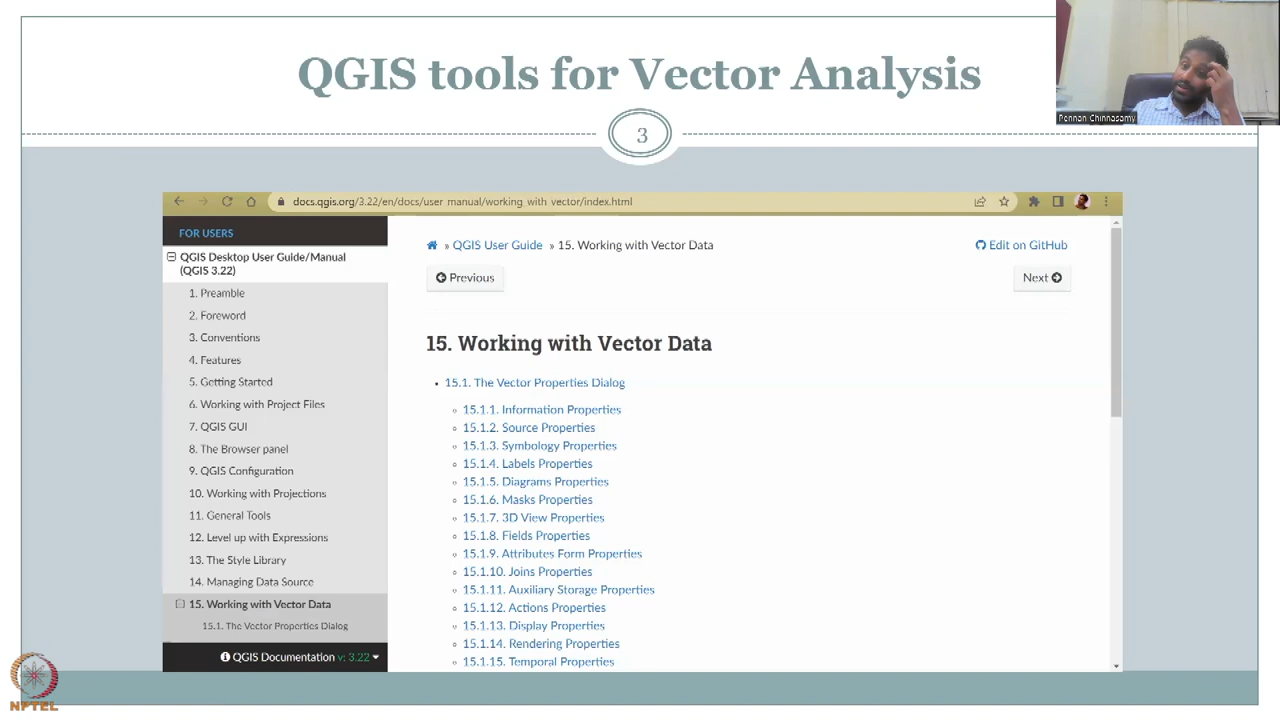 QGIS tools for Vector Analysis
Pennan Chinnasamy
3
docs.qgis.org/3.22/en/docs/user_manual/working_with_vector/index.html
FOR USERS
QGIS Desktop User Guide/Manual
(QGIS 3.22)
1. Preamble
2. Foreword
3. Conventions
4. Features
5. Getting Started
6. Working with Project Files
7. QGIS GUI
8. The Browser panel
9. QGIS Configuration
10. Working with Projections
11. General Tools
12. Level up with Expressions
13. The Style Library
14. Managing Data Source
15. Working with Vector Data
15.1. The Vector Properties Dialog
QGIS Documentation v: 3.22
» QGIS User Guide » 15. Working with Vector Data
Edit on GitHub
Previous
Next
15. Working with Vector Data
15.1. The Vector Properties Dialog
15.1.1. Information Properties
15.1.2. Source Properties
15.1.3. Symbology Properties
15.1.4. Labels Properties
15.1.5. Diagrams Properties
15.1.6. Masks Properties
15.1.7. 3D View Properties
15.1.8. Fields Properties
15.1.9. Attributes Form Properties
15.1.10. Joins Properties
15.1.11. Auxiliary Storage Properties
15.1.12. Actions Properties
15.1.13. Display Properties
15.1.14. Rendering Properties
15.1.15. Temporal Properties
NPTEL